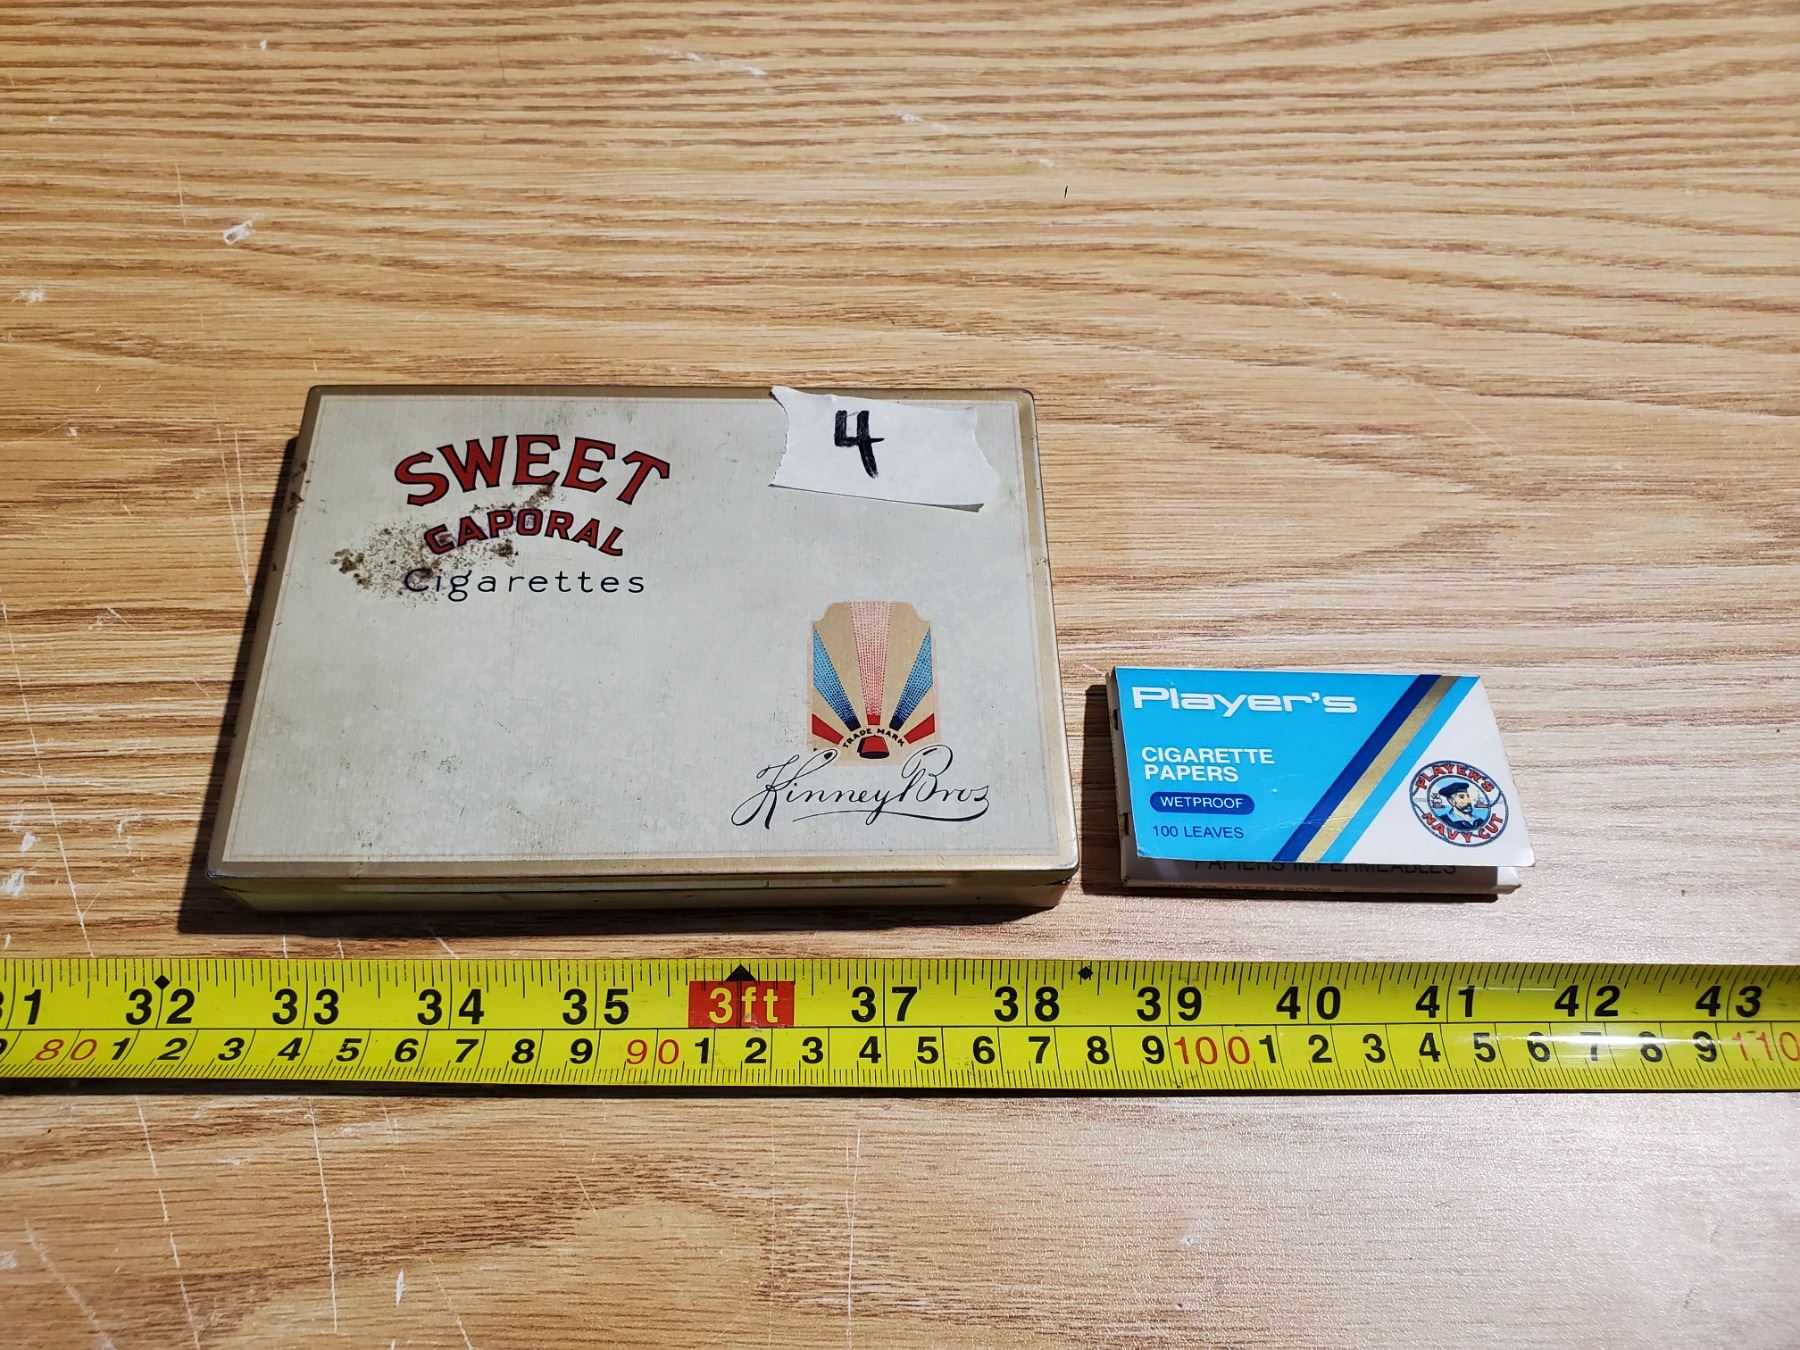 SWEET
CAPORAL
Cigarettes
4
TRADE MARK
Kinney Bros
Player's
CIGARETTE
PAPERS
WETPROOF
100 LEAVES
PLAYER'S
NAVY CUT
PAPIERS IMPERMÉABLES
32 33 34 35 3ft 37 38 39 40 41 42 43
80 1 2 3 4 5 6 7 8 9 90 1 2 3 4 5 6 7 8 9 100 1 2 3 4 5 6 7 8 9 110